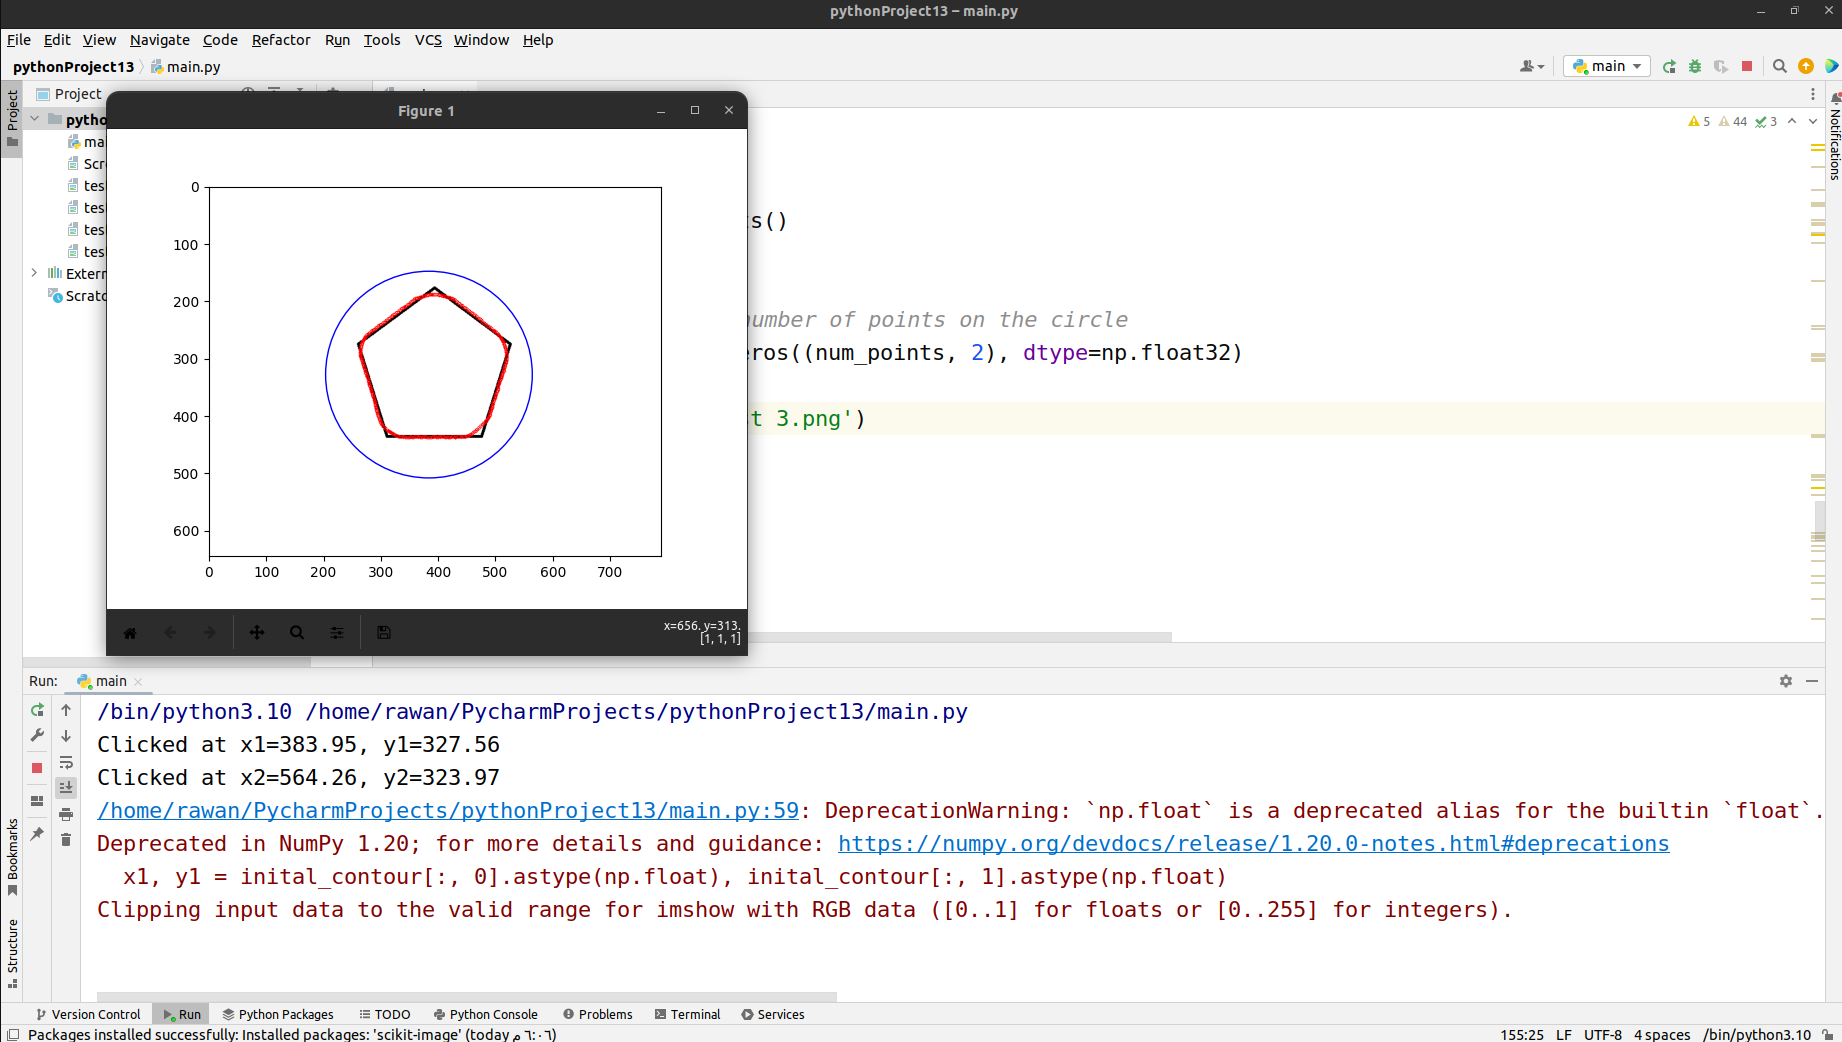 pythonProject13 – main.py
File Edit View Navigate Code Refactor Run Tools VCS Window Help
pythonProject13 main.py
main
Project
Project
Notifications
5 44 3
pytho
ma
Scr
tes
tes
tes
tes
Extern
Scratc
Figure 1
0
100
200
300
400
500
600
0 100 200 300 400 500 600 700
x=656. y=313.
[1, 1, 1]
s()
number of points on the circle
eros((num_points, 2), dtype=np.float32)
t 3.png')
Run: main
/bin/python3.10 /home/rawan/PycharmProjects/pythonProject13/main.py
Clicked at x1=383.95, y1=327.56
Clicked at x2=564.26, y2=323.97
/home/rawan/PycharmProjects/pythonProject13/main.py:59: DeprecationWarning: `np.float` is a deprecated alias for the builtin `float`.
Deprecated in NumPy 1.20; for more details and guidance: https://numpy.org/devdocs/release/1.20.0-notes.html#deprecations
x1, y1 = inital_contour[:, 0].astype(np.float), inital_contour[:, 1].astype(np.float)
Clipping input data to the valid range for imshow with RGB data ([0..1] for floats or [0..255] for integers).
Bookmarks
Structure
Version Control Run Python Packages TODO Python Console Problems Terminal Services
Packages installed successfully: Installed packages: 'scikit-image' (today م ٦:٠٦)
155:25 LF UTF-8 4 spaces /bin/python3.10